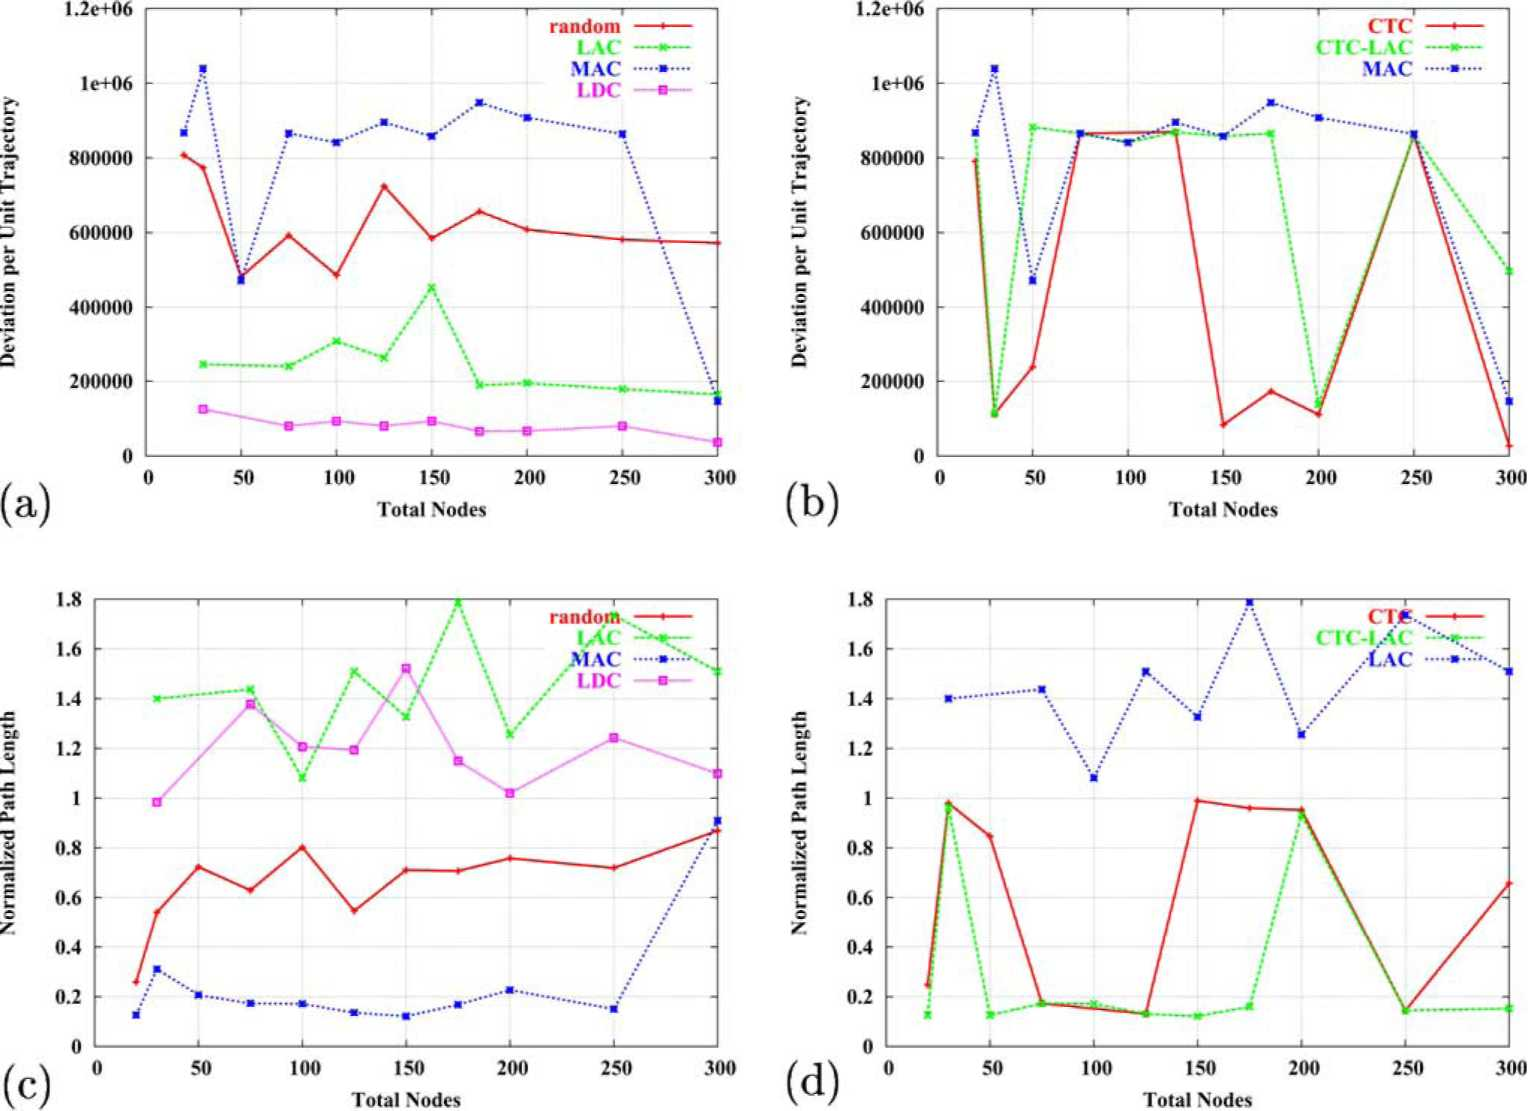 1.2e+06
1e+06
800000
600000
400000
200000
0
Deviation per Unit Trajectory
random
LAC
MAC
LDC
0 50 100 150 200 250 300
Total Nodes
(a)
1.2e+06
1e+06
800000
600000
400000
200000
0
Deviation per Unit Trajectory
CTC
CTC-LAC
MAC
0 50 100 150 200 250 300
Total Nodes
(b)
1.8
1.6
1.4
1.2
1
0.8
0.6
0.4
0.2
0
Normalized Path Length
random
LAC
MAC
LDC
0 50 100 150 200 250 300
Total Nodes
(c)
1.8
1.6
1.4
1.2
1
0.8
0.6
0.4
0.2
0
Normalized Path Length
CTC
CTC-LAC
LAC
0 50 100 150 200 250 300
Total Nodes
(d)